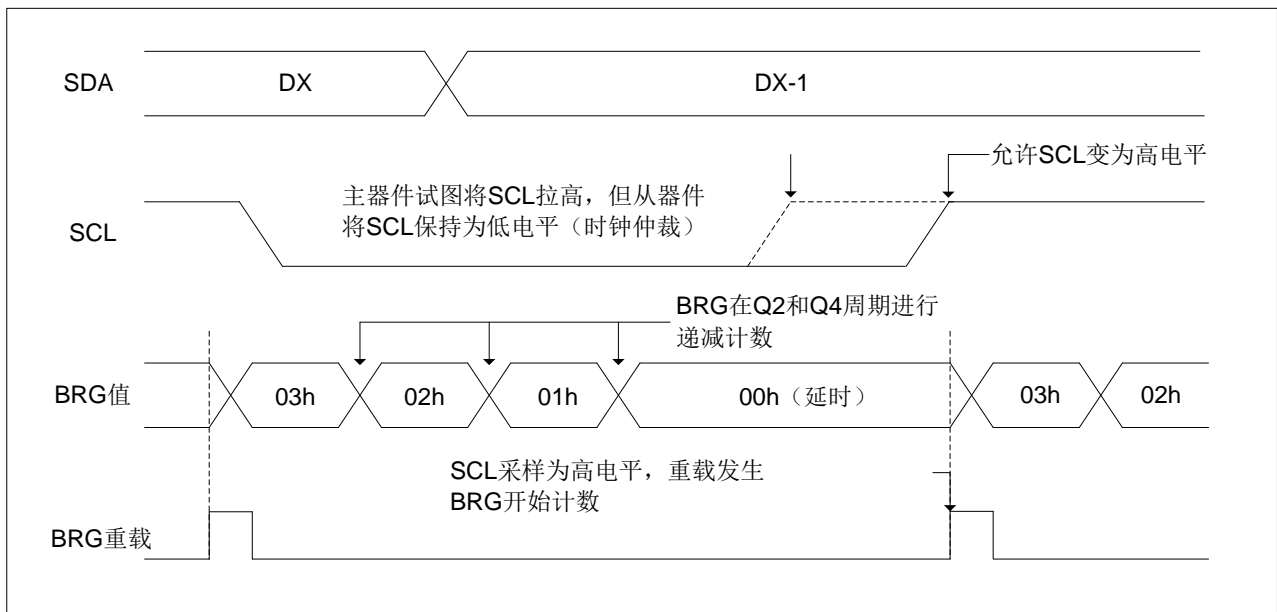 SDA
DX
DX-1
允许SCL变为高电平
主器件试图将SCL拉高，但从器件
将SCL保持为低电平（时钟仲裁）
SCL
BRG在Q2和Q4周期进行
递减计数
BRG值
03h
02h
01h
00h（延时）
03h
02h
SCL采样为高电平，重载发生
BRG开始计数
BRG重载